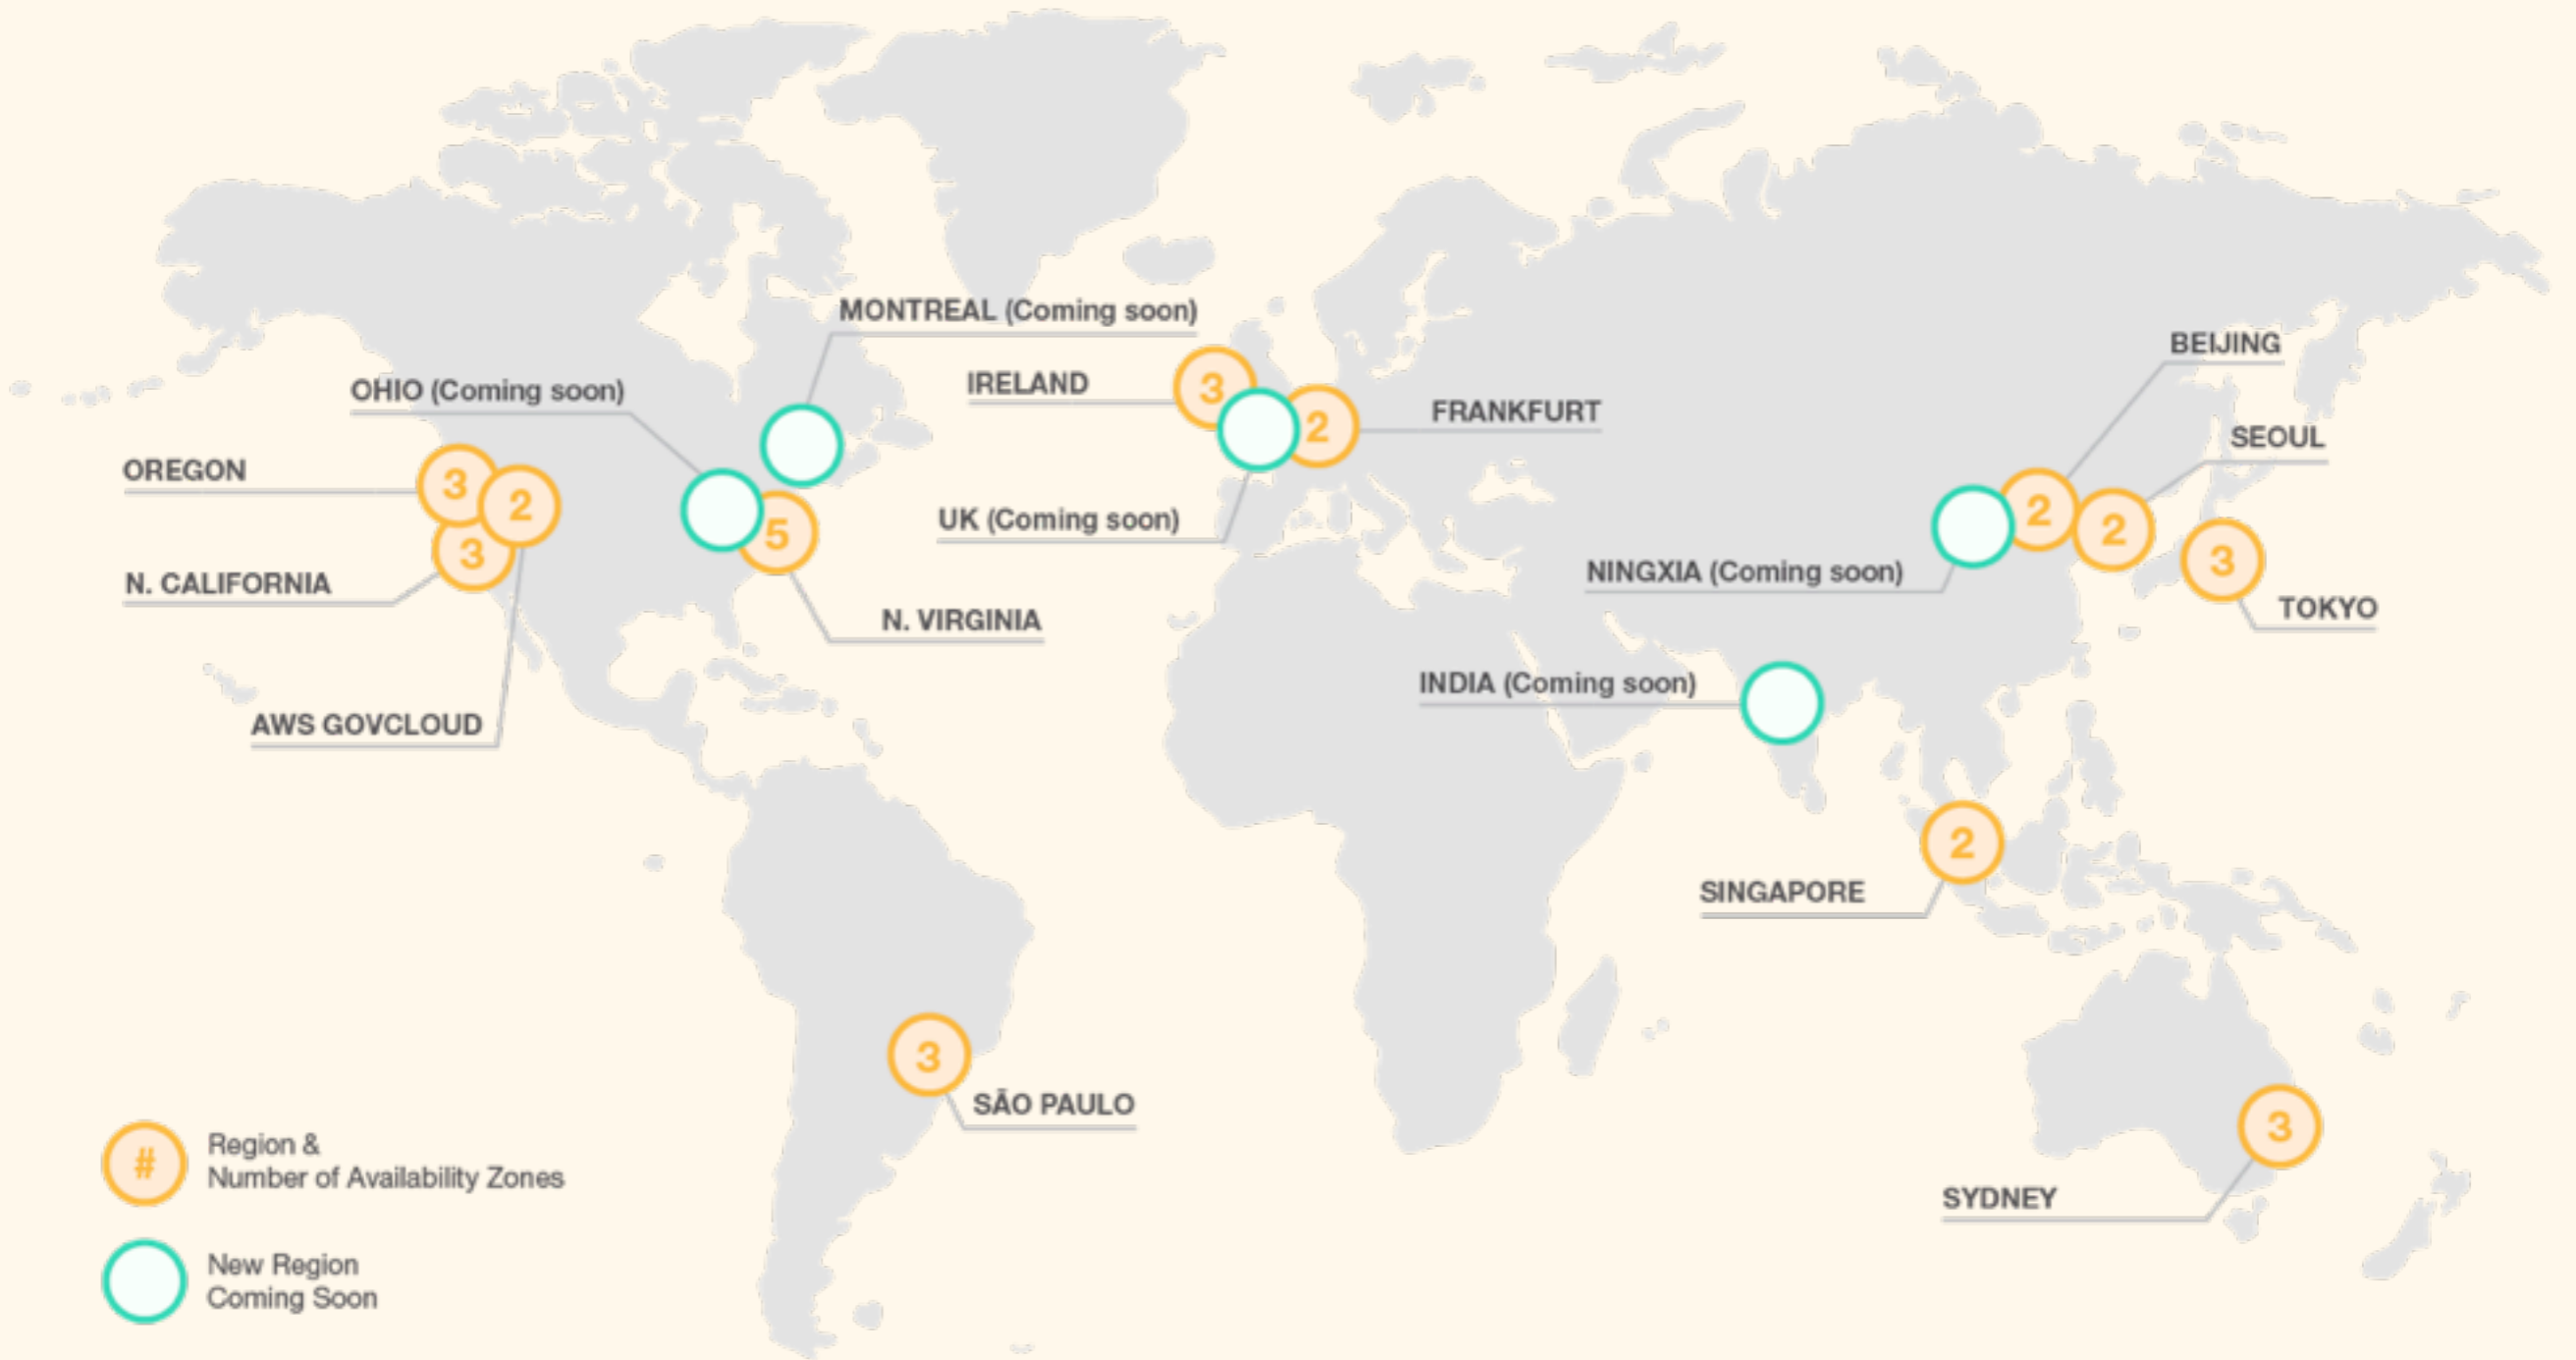 MONTREAL (Coming soon)
BEIJING
IRELAND
3
OHIO (Coming soon)
FRANKFURT
2
SEOUL
OREGON
3
2
5
UK (Coming soon)
2
2
3
3
N. CALIFORNIA
NINGXIA (Coming soon)
TOKYO
N. VIRGINIA
INDIA (Coming soon)
AWS GOVCLOUD
2
SINGAPORE
3
SÃO PAULO
3
SYDNEY
#
Region &
Number of Availability Zones
New Region
Coming Soon